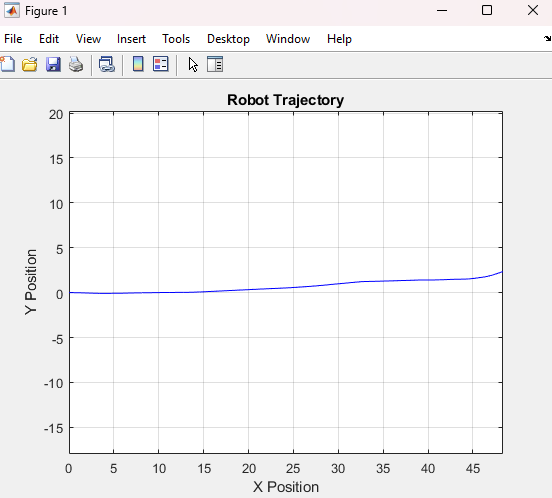 Figure 1
File Edit View Insert Tools Desktop Window Help
Robot Trajectory
20
15
10
5
0
-5
-10
-15
Y Position
0 5 10 15 20 25 30 35 40 45
X Position